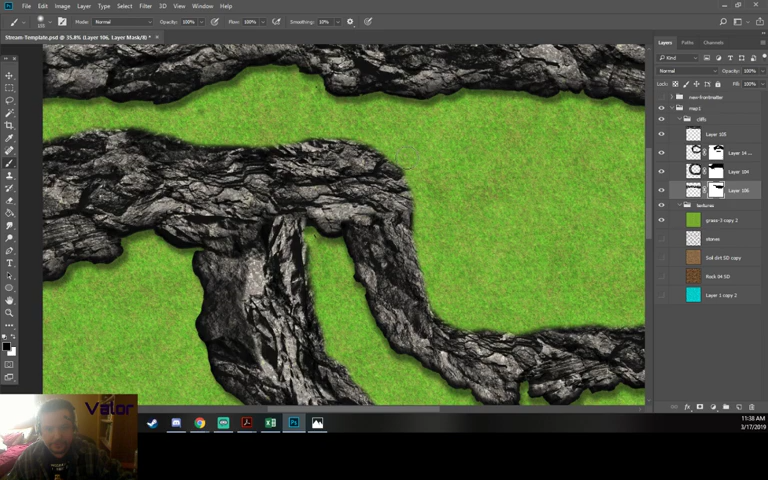 File Edit Image Layer Type Select Filter 3D View Window Help
Mode: Normal Opacity: 100% Flow: 100% Smoothing: 10%
Stream-Template.psd @ 35.8% (Layer 106, Layer Mask/8) *
Layers Paths Channels
Kind
Normal Opacity: 100%
Lock: Fill: 100%
map1
cliffs
Layer 105
Layer 14 ...
Layer 104
Layer 106
textures
grass-3 copy 2
stones
Soil dirt SD copy
Rock 04 SD
Layer 1 copy 2
Valor
11:38 AM
3/17/2019